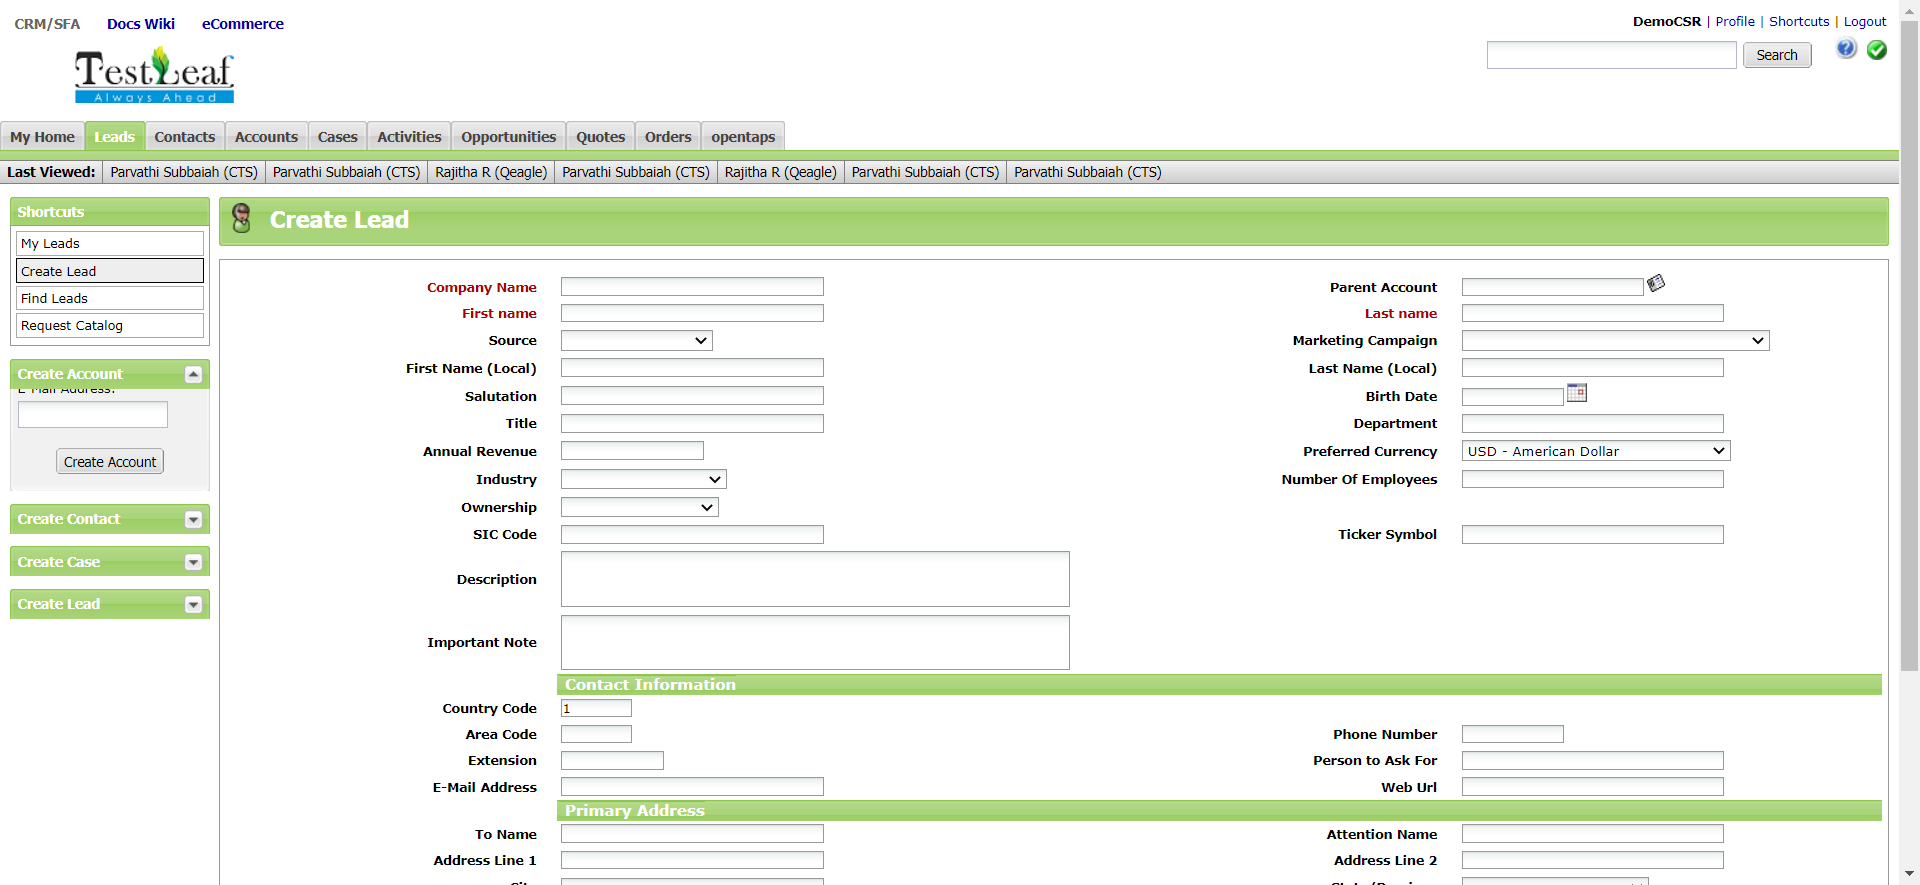 CRM/SFA Docs Wiki eCommerce
DemoCSR | Profile | Shortcuts | Logout
TestLeaf
Always Ahead
Search
My Home Leads Contacts Accounts Cases Activities Opportunities Quotes Orders opentaps
Last Viewed: Parvathi Subbaiah (CTS) Parvathi Subbaiah (CTS) Rajitha R (Qeagle) Parvathi Subbaiah (CTS) Rajitha R (Qeagle) Parvathi Subbaiah (CTS) Parvathi Subbaiah (CTS)
Shortcuts
My Leads
Create Lead
Find Leads
Request Catalog
Create Account
E-Mail Address:
Create Account
Create Contact
Create Case
Create Lead
Create Lead
Company Name Parent Account
First name Last name
Source Marketing Campaign
First Name (Local) Last Name (Local)
Salutation Birth Date
Title Department
Annual Revenue Preferred Currency USD - American Dollar
Industry Number Of Employees
Ownership
SIC Code Ticker Symbol
Description
Important Note
Contact Information
Country Code 1
Area Code Phone Number
Extension Person to Ask For
E-Mail Address Web Url
Primary Address
To Name Attention Name
Address Line 1 Address Line 2